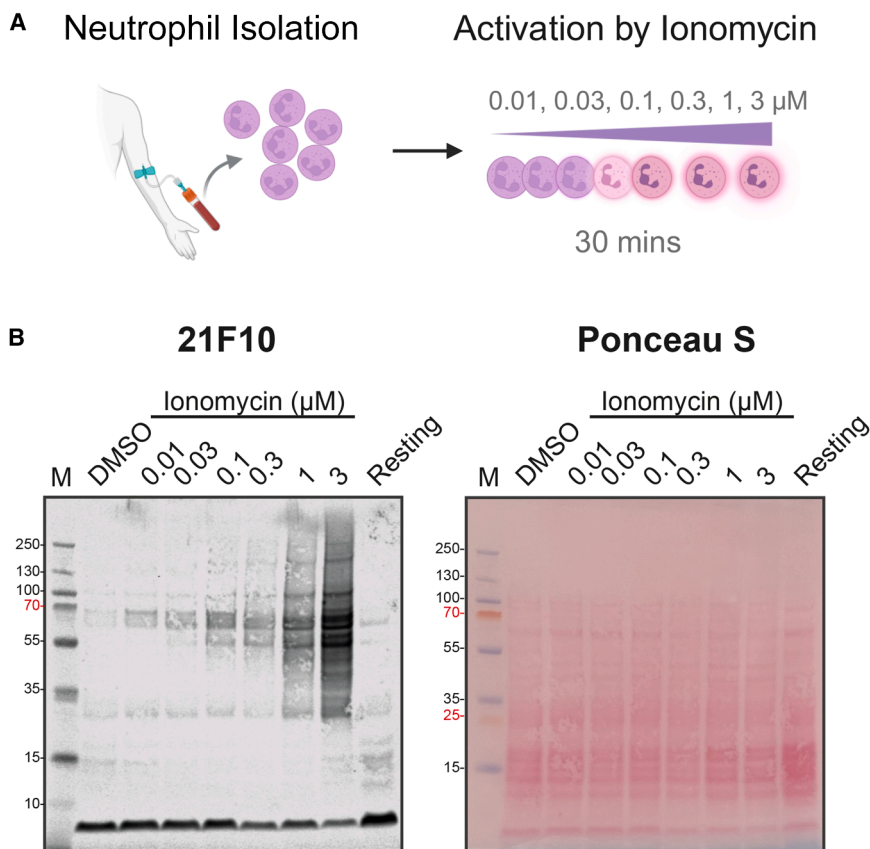 A
Neutrophil Isolation
Activation by Ionomycin
0.01, 0.03, 0.1, 0.3, 1, 3 µM
30 mins
B
21F10
Ionomycin (µM)
M DMSO 0.01 0.03 0.1 0.3 1 3 Resting
250-
130-
100-
70-
55-
35-
15-
10-
Ponceau S
Ionomycin (µM)
M DMSO 0.01 0.03 0.1 0.3 1 3 Resting
250-
130-
100-
70-
55-
35-
25-
15-